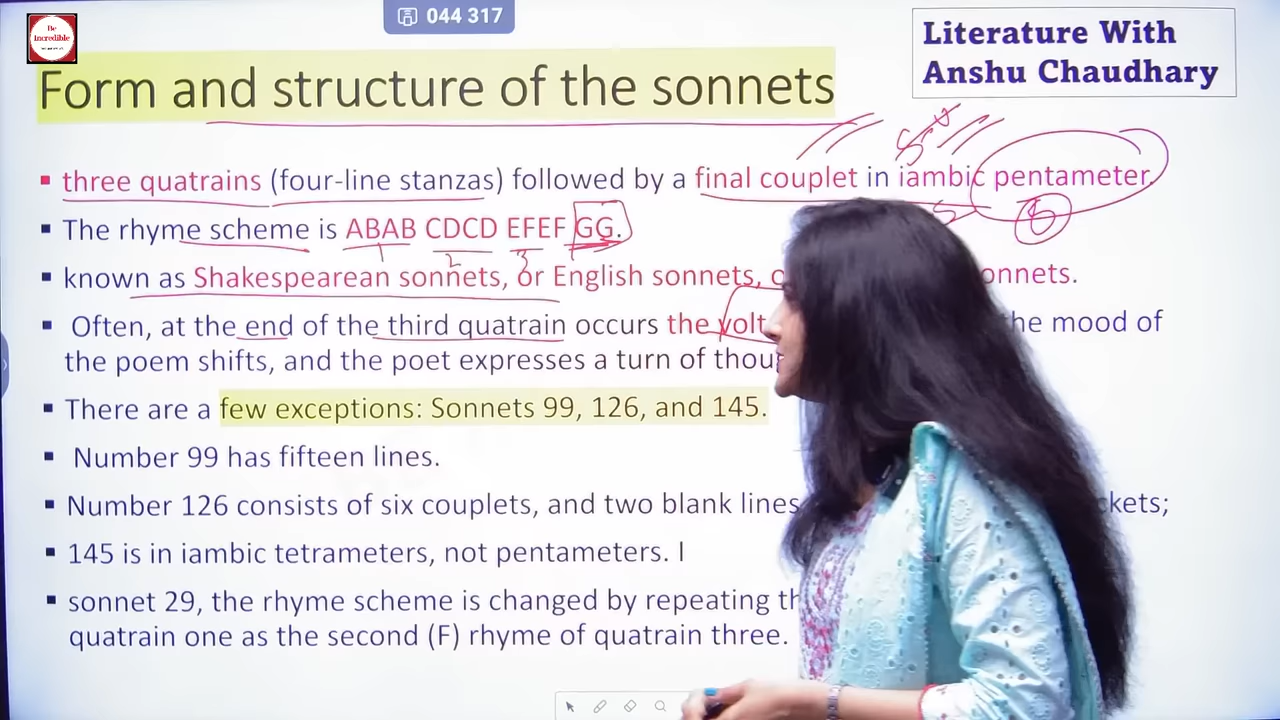 Be
Incredible
044 317
Literature With
Anshu Chaudhary
Form and structure of the sonnets
▪ three quatrains (four-line stanzas) followed by a final couplet in iambic pentameter.
▪ The rhyme scheme is ABAB CDCD EFEF GG.
1 2 3
▪ known as Shakespearean sonnets, or English sonnets, onnets.
▪ Often, at the end of the third quatrain occurs the volt he mood of
the poem shifts, and the poet expresses a turn of thou
▪ There are a few exceptions: Sonnets 99, 126, and 145.
▪ Number 99 has fifteen lines.
▪ Number 126 consists of six couplets, and two blank lines ckets;
▪ 145 is in iambic tetrameters, not pentameters. I
▪ sonnet 29, the rhyme scheme is changed by repeating th
quatrain one as the second (F) rhyme of quatrain three.